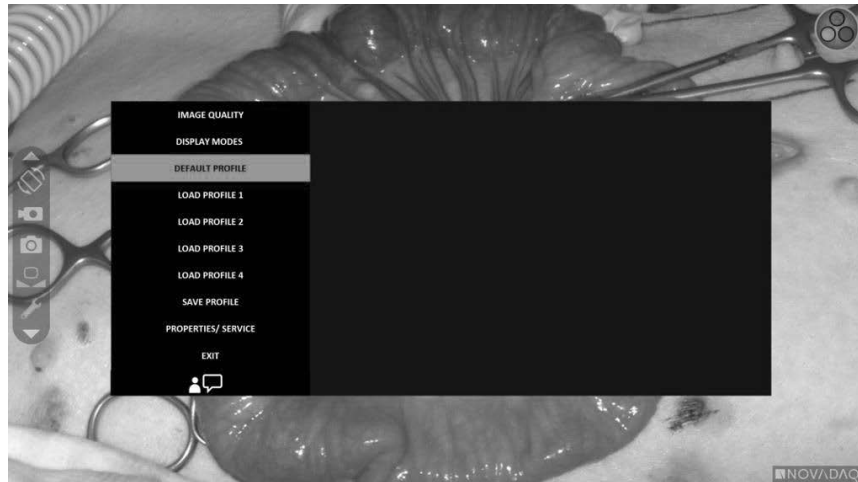 IMAGE QUALITY
DISPLAY MODES
DEFAULT PROFILE
LOAD PROFILE 1
LOAD PROFILE 2
LOAD PROFILE 3
LOAD PROFILE 4
SAVE PROFILE
PROPERTIES/ SERVICE
EXIT
NOVADAQ